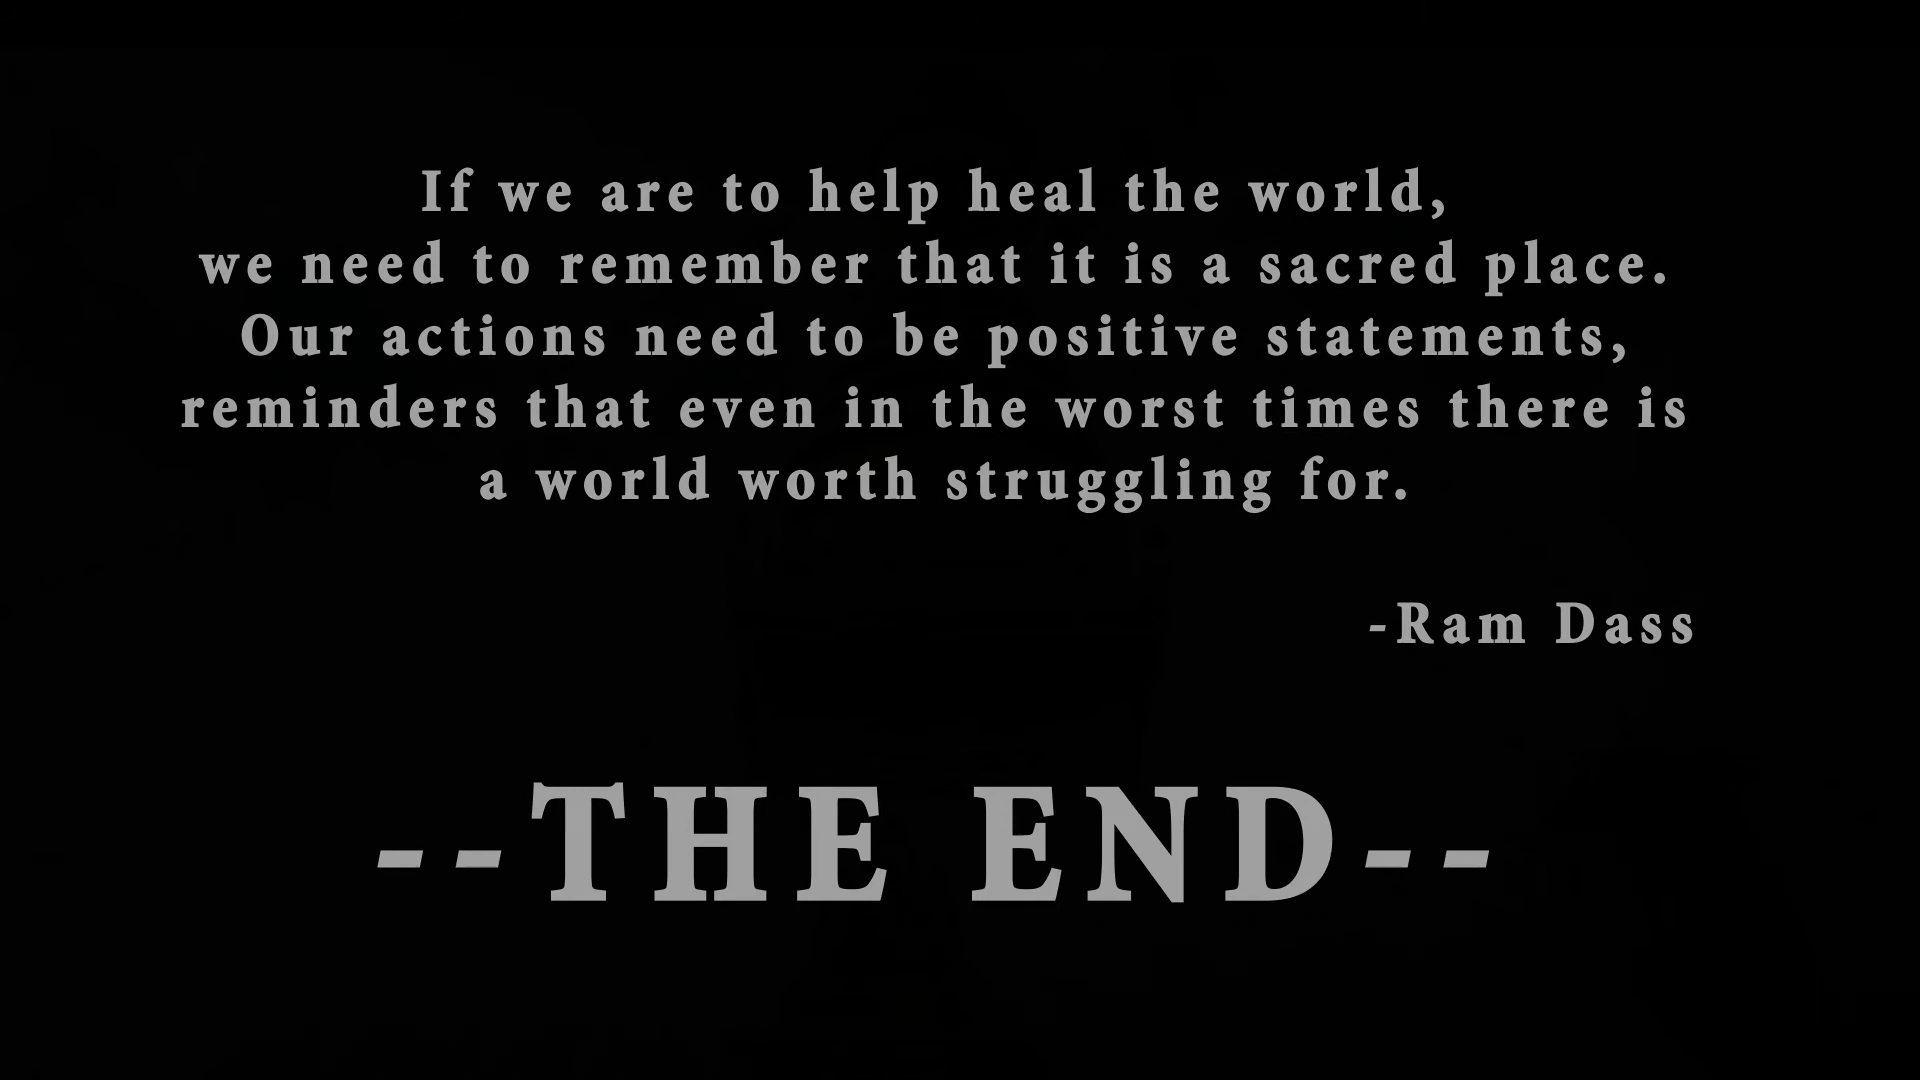 If we are to help heal the world,
we need to remember that it is a sacred place.
Our actions need to be positive statements,
reminders that even in the worst times there is
a world worth struggling for.
-Ram Dass
--THE END--